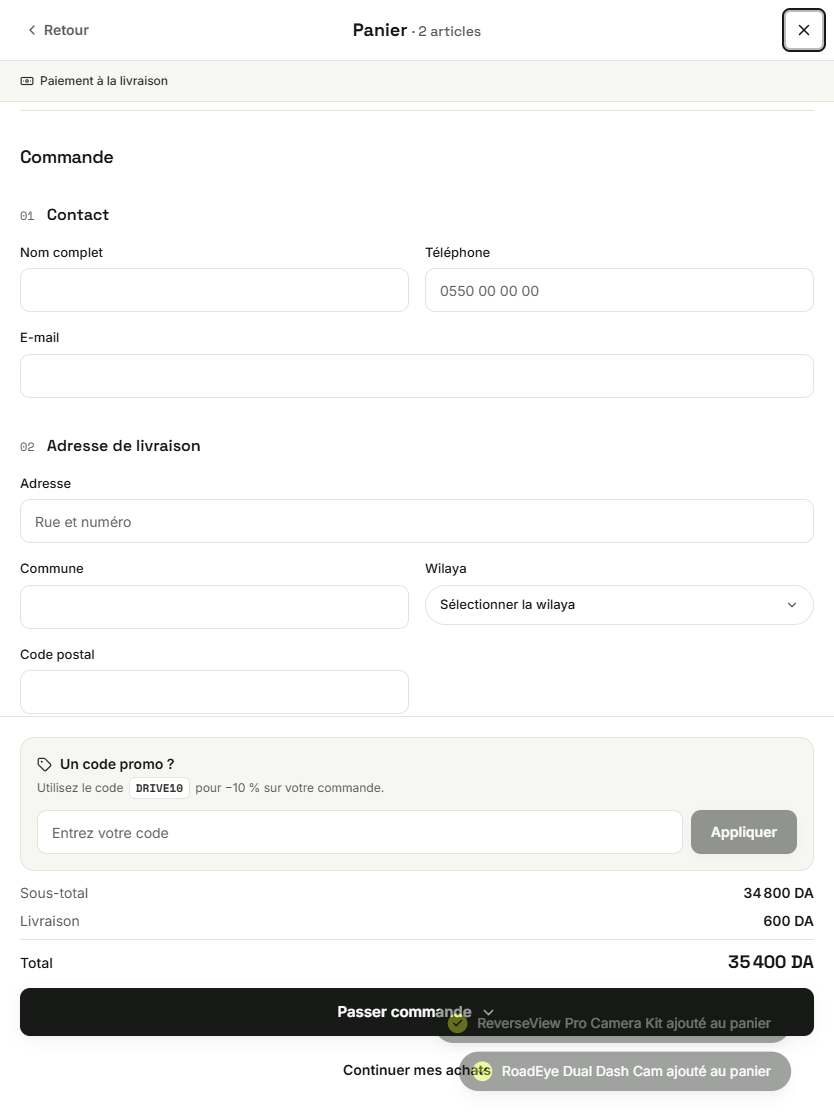 Retour
Panier · 2 articles
Paiement à la livraison
Commande
01 Contact
Nom complet
Téléphone
0550 00 00 00
E-mail
02 Adresse de livraison
Adresse
Rue et numéro
Commune
Wilaya
Sélectionner la wilaya
Code postal
Un code promo ?
Utilisez le code DRIVE10 pour −10 % sur votre commande.
Entrez votre code
Appliquer
Sous-total 34 800 DA
Livraison 600 DA
Total 35 400 DA
Passer commande
ReverseView Pro Camera Kit ajouté au panier
Continuer mes achats
RoadEye Dual Dash Cam ajouté au panier